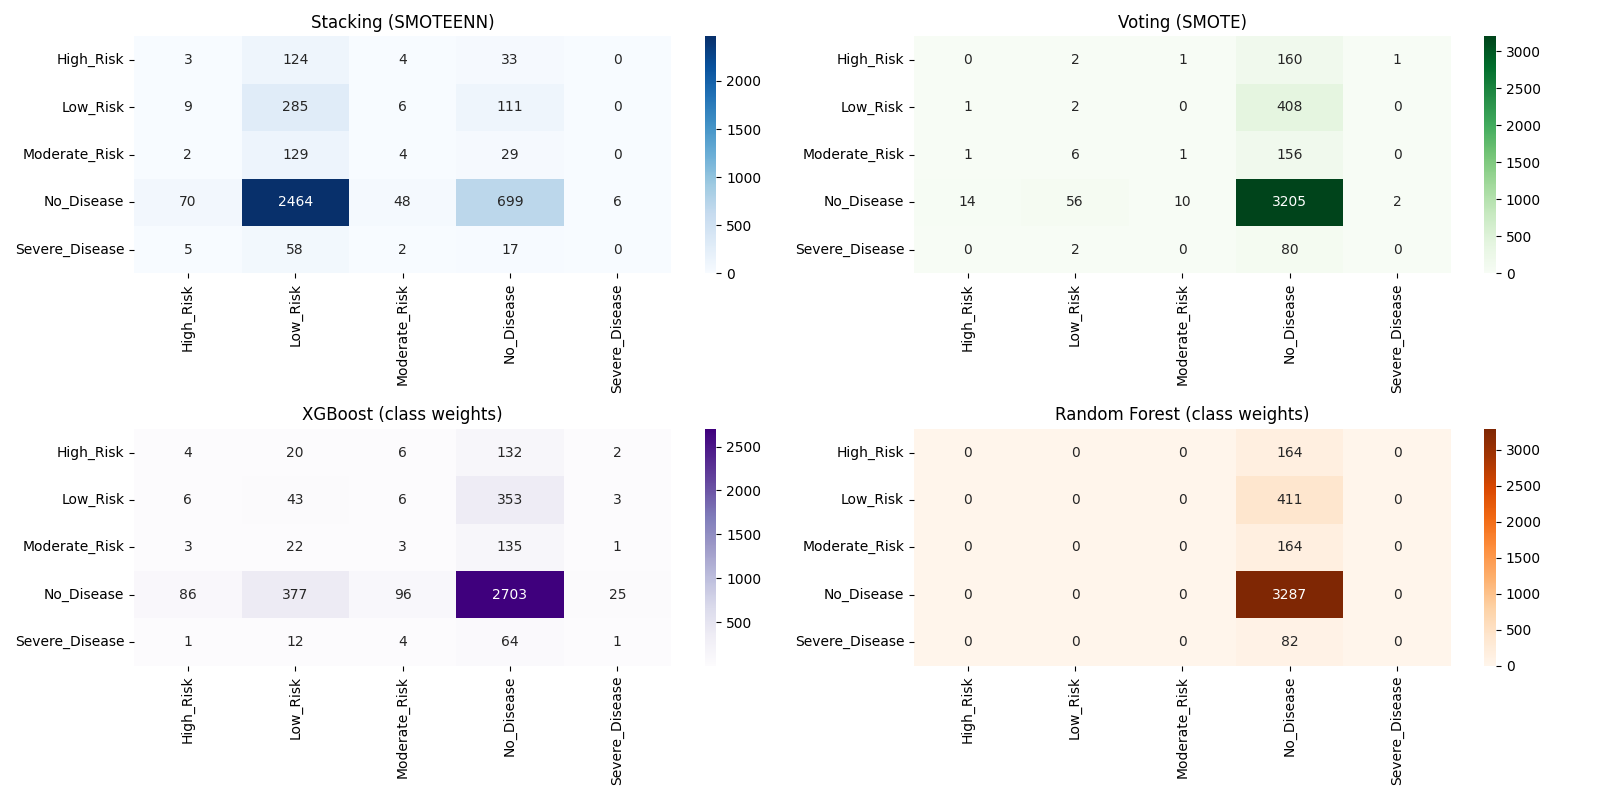 Stacking (SMOTEENN)
High_Risk 3 124 4 33 0
Low_Risk 9 285 6 111 0
Moderate_Risk 2 129 4 29 0
No_Disease 70 2464 48 699 6
Severe_Disease 5 58 2 17 0
High_Risk Low_Risk Moderate_Risk No_Disease Severe_Disease
2000
1500
1000
500
0
Voting (SMOTE)
High_Risk 0 2 1 160 1
Low_Risk 1 2 0 408 0
Moderate_Risk 1 6 1 156 0
No_Disease 14 56 10 3205 2
Severe_Disease 0 2 0 80 0
High_Risk Low_Risk Moderate_Risk No_Disease Severe_Disease
3000
2500
2000
1500
1000
500
0
XGBoost (class weights)
High_Risk 4 20 6 132 2
Low_Risk 6 43 6 353 3
Moderate_Risk 3 22 3 135 1
No_Disease 86 377 96 2703 25
Severe_Disease 1 12 4 64 1
High_Risk Low_Risk Moderate_Risk No_Disease Severe_Disease
2500
2000
1500
1000
500
Random Forest (class weights)
High_Risk 0 0 0 164 0
Low_Risk 0 0 0 411 0
Moderate_Risk 0 0 0 164 0
No_Disease 0 0 0 3287 0
Severe_Disease 0 0 0 82 0
High_Risk Low_Risk Moderate_Risk No_Disease Severe_Disease
3000
2500
2000
1500
1000
500
0